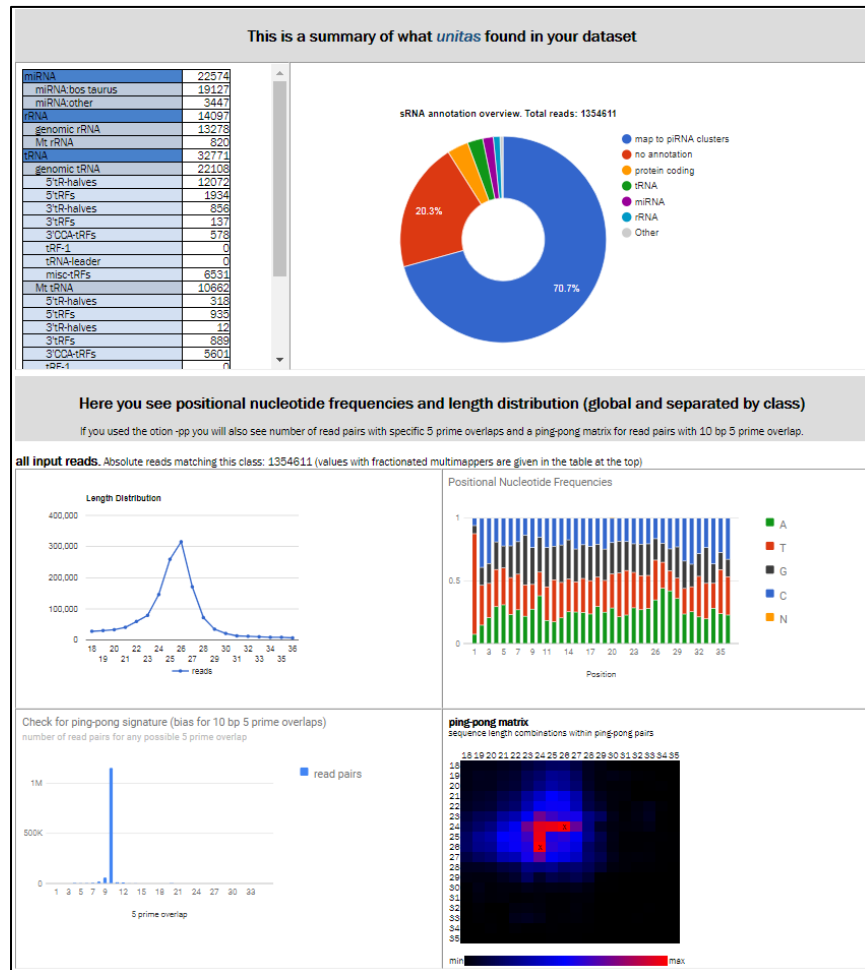 This is a summary of what unitas found in your dataset
miRNA 22574
miRNA:bos taurus 19127
miRNA:other 3447
rRNA 14097
genomic rRNA 13278
Mt rRNA 820
tRNA 32771
genomic tRNA 22108
5'tR-halves 12072
5'tRFs 1934
3'tR-halves 856
3'tRFs 137
3'CCA-tRFs 578
tRF-1 0
tRNA-leader 0
misc-tRFs 6531
Mt tRNA 10662
5'tR-halves 318
5'tRFs 935
3'tR-halves 12
3'tRFs 889
3'CCA-tRFs 5601
tRF-1 0
sRNA annotation overview. Total reads: 1354611
20.3%
70.7%
map to piRNA clusters
no annotation
protein coding
tRNA
miRNA
rRNA
Other
Here you see positional nucleotide frequencies and length distribution (global and separated by class)
If you used the otion -pp you will also see number of read pairs with specific 5 prime overlaps and a ping-pong matrix for read pairs with 10 bp 5 prime overlap.
all input reads. Absolute reads matching this class: 1354611 (values with fractionated multimappers are given in the table at the top)
Length Distribution
400,000
300,000
200,000
100,000
0
18 20 22 24 26 28 30 32 34 36
19 21 23 25 27 29 31 33 35
reads
Positional Nucleotide Frequencies
1
0.5
0
1 3 5 7 9 11 14 17 20 23 26 29 32 35
Position
A
T
G
C
N
Check for ping-pong signature (bias for 10 bp 5 prime overlaps)
number of read pairs for any possible 5 prime overlap
1M
500K
0
1 3 5 7 9 12 15 18 21 24 27 30 33
5 prime overlap
read pairs
ping-pong matrix
sequence length combinations within ping-pong pairs
18 19 20 21 22 23 24 25 26 27 28 29 30 31 32 33 34 35
18
19
20
21
22
23
24
25
26
27
28
29
30
31
32
33
34
35
min max